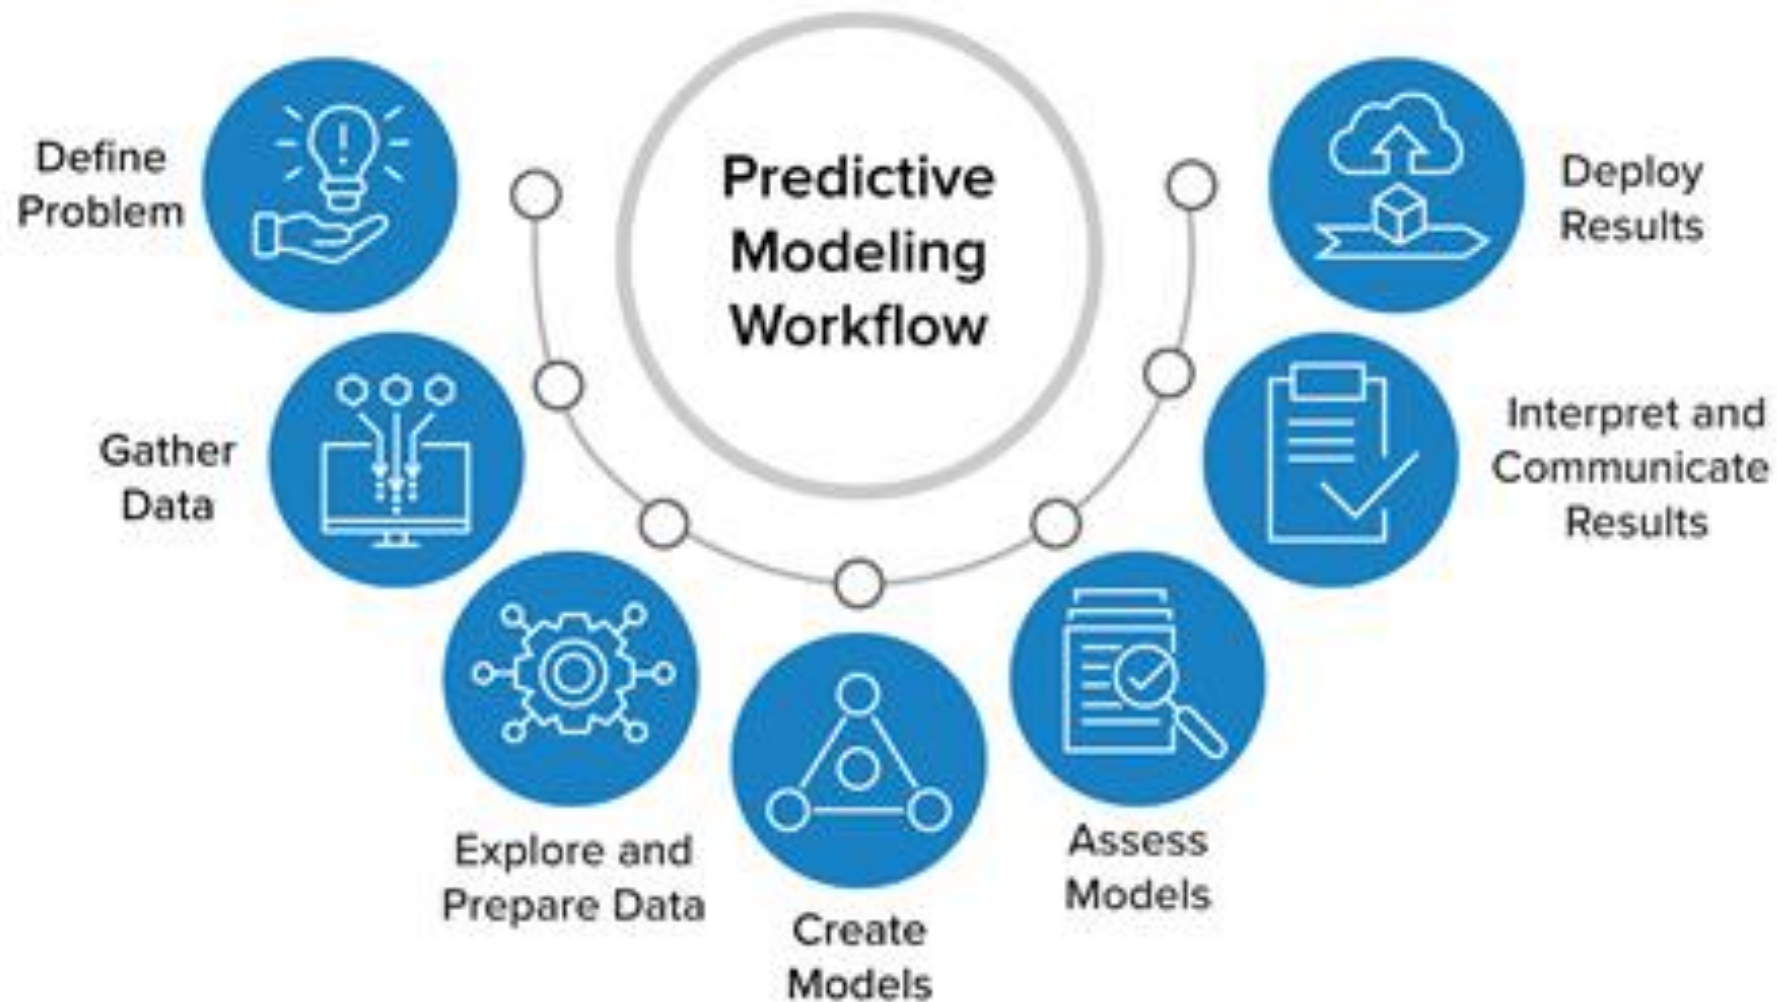 Predictive
Modeling
Workflow
Define
Problem
Gather
Data
Explore and
Prepare Data
Create
Models
Assess
Models
Interpret and
Communicate
Results
Deploy
Results